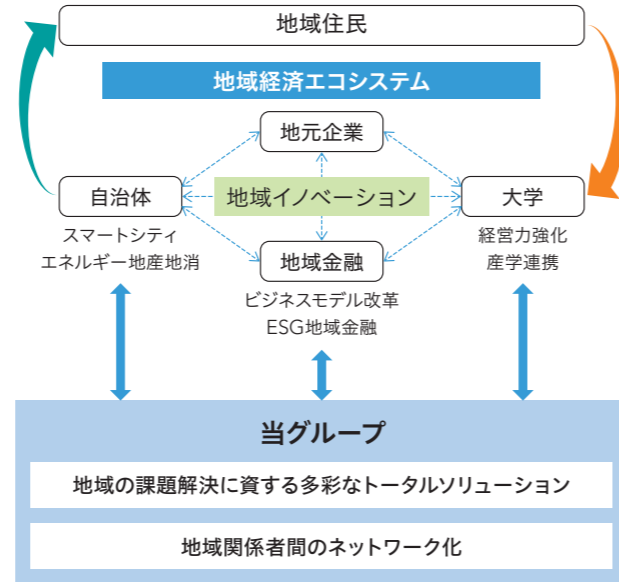 地域住民
地域経済エコシステム
地元企業
自治体
地域イノベーション
大学
スマートシティ
エネルギー地産地消
地域金融
経営力強化
産学連携
ビジネスモデル改革
ESG地域金融
当グループ
地域の課題解決に資する多彩なトータルソリューション
地域関係者間のネットワーク化